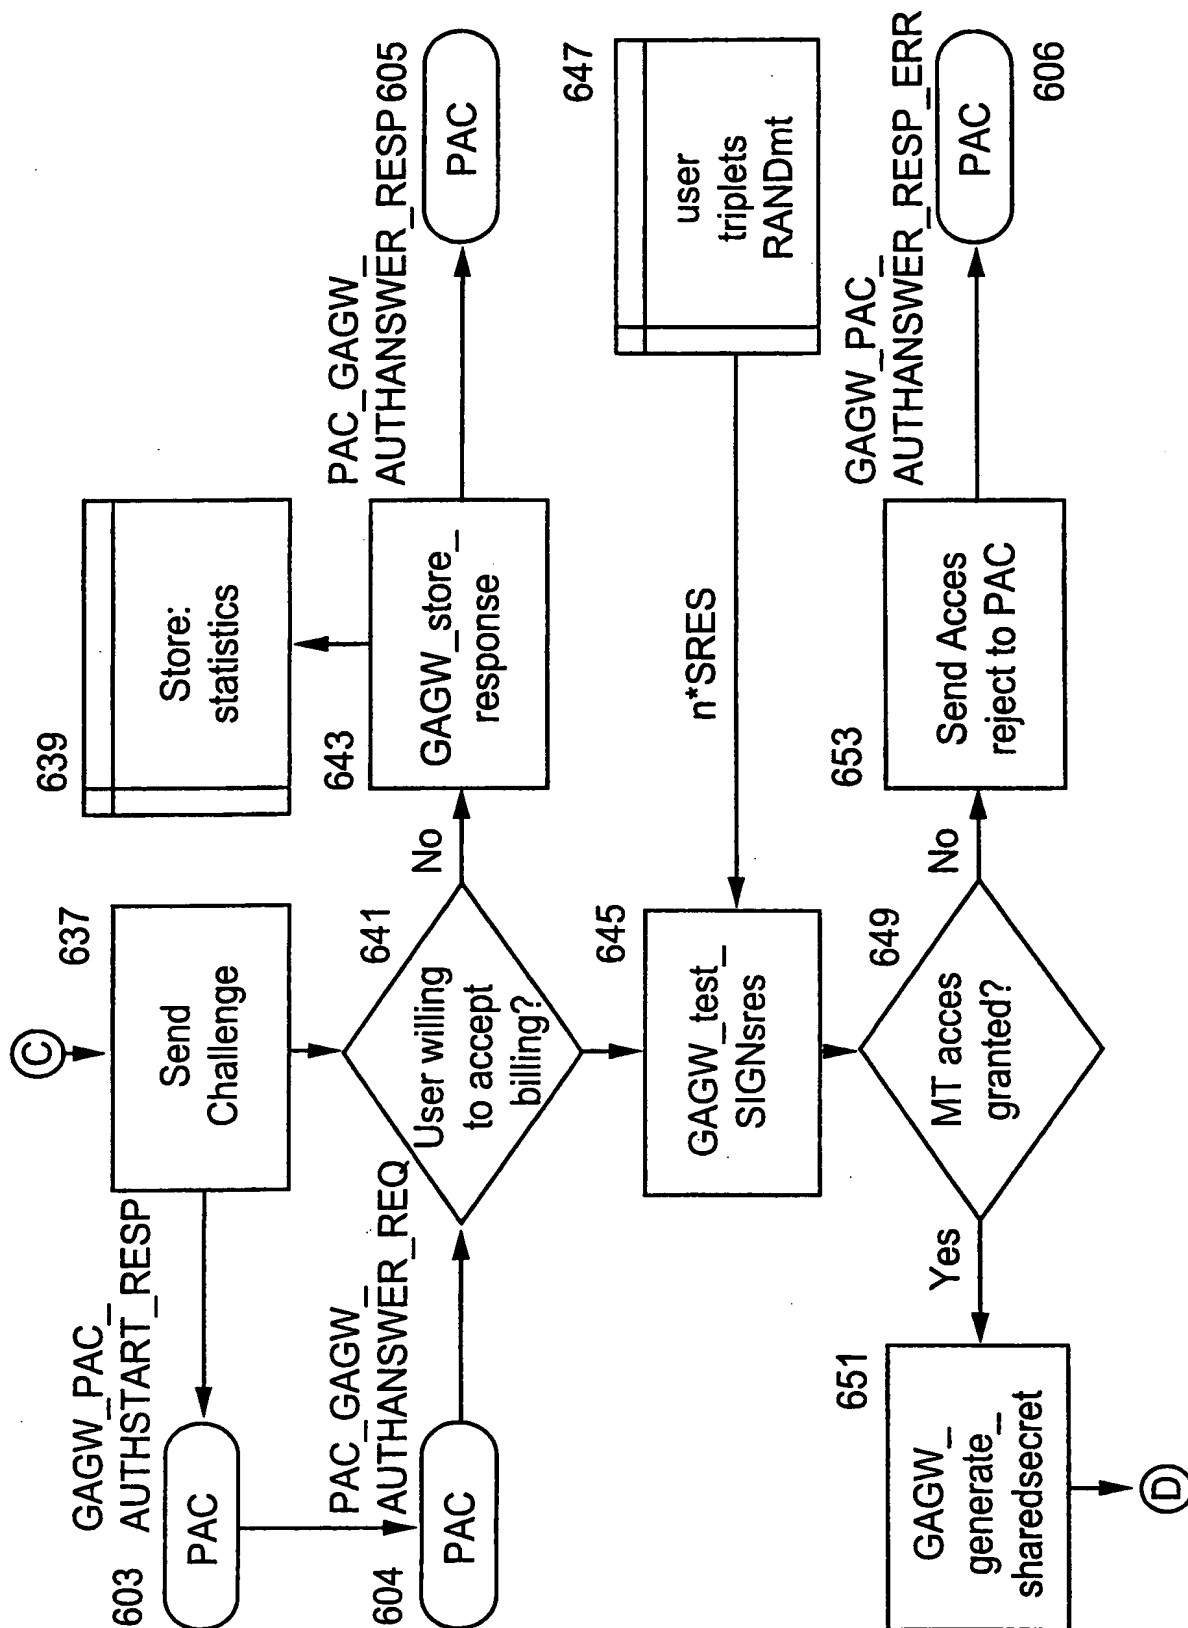 C
637
Send
Challenge
GAGW_PAC_
AUTHSTART_RESP
603
PAC
639
Store:
statistics
641
User willing
to accept
billing?
No
643
GAGW_store_
response
PAC_GAGW_
AUTHANSWER_RESP 605
PAC
604
PAC
PAC_GAGW_
AUTHANSWER_REQ
645
GAGW_test_
SIGNsres
n*SRES
647
user
triplets
RANDmt
649
MT acces
granted?
No
653
Send Acces
reject to PAC
GAGW_PAC_
AUTHANSWER_RESP_ERR
PAC
606
Yes
651
GAGW_
generate_
sharedsecret
D